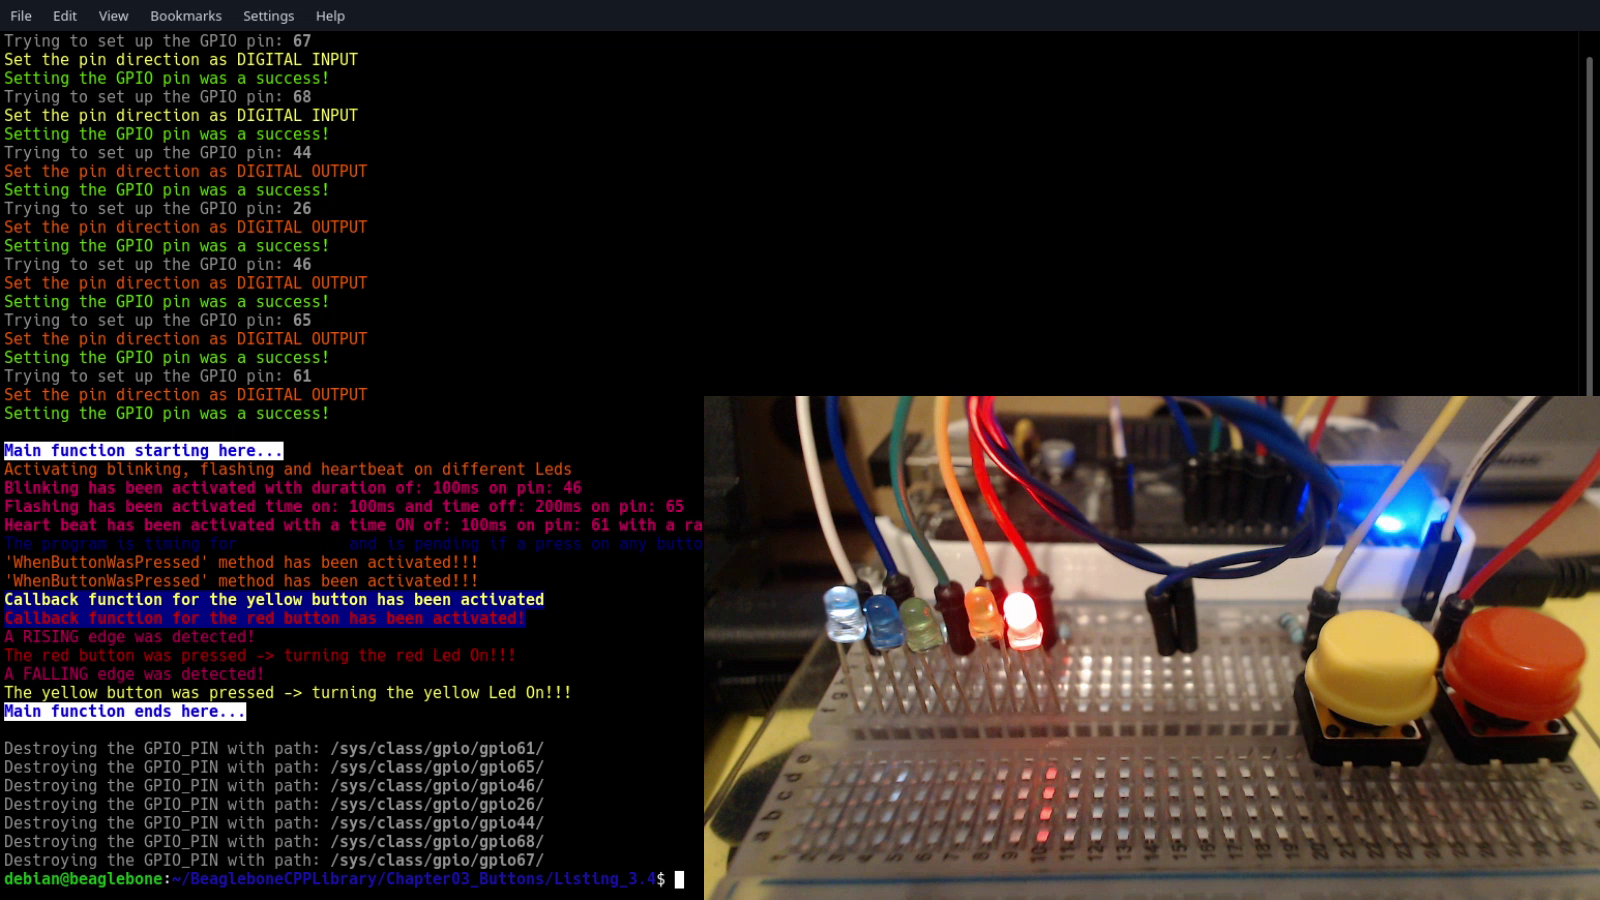 File Edit View Bookmarks Settings Help
Trying to set up the GPIO pin: 67
Set the pin direction as DIGITAL INPUT
Setting the GPIO pin was a success!
Trying to set up the GPIO pin: 68
Set the pin direction as DIGITAL INPUT
Setting the GPIO pin was a success!
Trying to set up the GPIO pin: 44
Set the pin direction as DIGITAL OUTPUT
Setting the GPIO pin was a success!
Trying to set up the GPIO pin: 26
Set the pin direction as DIGITAL OUTPUT
Setting the GPIO pin was a success!
Trying to set up the GPIO pin: 46
Set the pin direction as DIGITAL OUTPUT
Setting the GPIO pin was a success!
Trying to set up the GPIO pin: 65
Set the pin direction as DIGITAL OUTPUT
Setting the GPIO pin was a success!
Trying to set up the GPIO pin: 61
Set the pin direction as DIGITAL OUTPUT
Setting the GPIO pin was a success!
Main function starting here...
Activating blinking, flashing and heartbeat on different Leds
Blinking has been activated with duration of: 100ms on pin: 46
Flashing has been activated time on: 100ms and time off: 200ms on pin: 65
Heart beat has been activated with a time ON of: 100ms on pin: 61 with a ra
The program is timing for and is pending if a press on any butto
'WhenButtonWasPressed' method has been activated!!!
'WhenButtonWasPressed' method has been activated!!!
Callback function for the yellow button has been activated
Callback function for the red button has been activated!
A RISING edge was detected!
The red button was pressed -> turning the red Led On!!!
A FALLING edge was detected!
The yellow button was pressed -> turning the yellow Led On!!!
Main function ends here...
Destroying the GPIO_PIN with path: /sys/class/gpio/gpio61/
Destroying the GPIO_PIN with path: /sys/class/gpio/gpio65/
Destroying the GPIO_PIN with path: /sys/class/gpio/gpio46/
Destroying the GPIO_PIN with path: /sys/class/gpio/gpio26/
Destroying the GPIO_PIN with path: /sys/class/gpio/gpio44/
Destroying the GPIO_PIN with path: /sys/class/gpio/gpio68/
Destroying the GPIO_PIN with path: /sys/class/gpio/gpio67/
debian@beaglebone:~/BeagleboneCPPLibrary/Chapter03_Buttons/Listing_3.4$